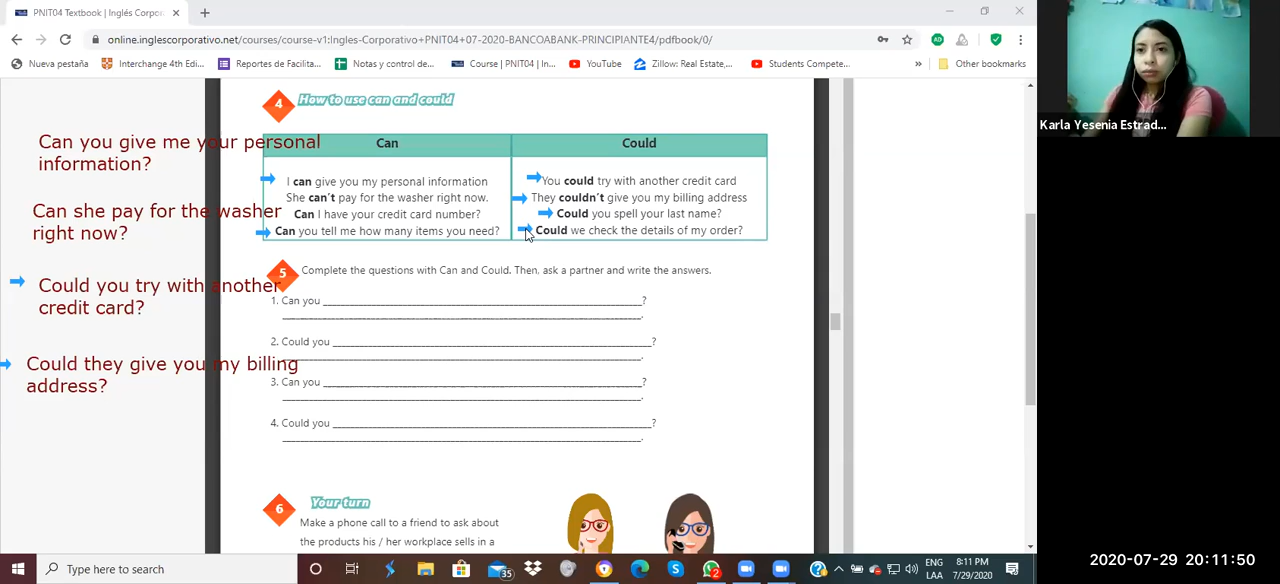 PNIT04 Textbook | Inglés Corpor
online.inglescorporativo.net/courses/course-v1:Ingles-Corporativo+PNIT04+07-2020-BANCOABANK-PRINCIPIANTE4/pdfbook/0/
Nueva pestaña
Interchange 4th Edi...
Reportes de Facilita...
Notas y control de...
Course | PNIT04 | In...
YouTube
Zillow: Real Estate,...
Students Compete...
»
Other bookmarks
Karla Yesenia Estrad...
4 How to use can and could
Can Could
I can give you my personal information
She can't pay for the washer right now.
Can I have your credit card number?
Can you tell me how many items you need?
You could try with another credit card
They couldn't give you my billing address
Could you spell your last name?
Could we check the details of my order?
Can you give me your personal
information?
Can she pay for the washer
right now?
Could you try with another
credit card?
Could they give you my billing
address?
5 Complete the questions with Can and Could. Then, ask a partner and write the answers.
1. Can you ______________________________?
______________________________.
2. Could you ______________________________?
______________________________.
3. Can you ______________________________?
______________________________.
4. Could you ______________________________?
______________________________.
6 Your turn
Make a phone call to a friend to ask about
the products his / her workplace sells in a
Type here to search
35
2
ENG
LAA
8:11 PM
7/29/2020
2020-07-29 20:11:50